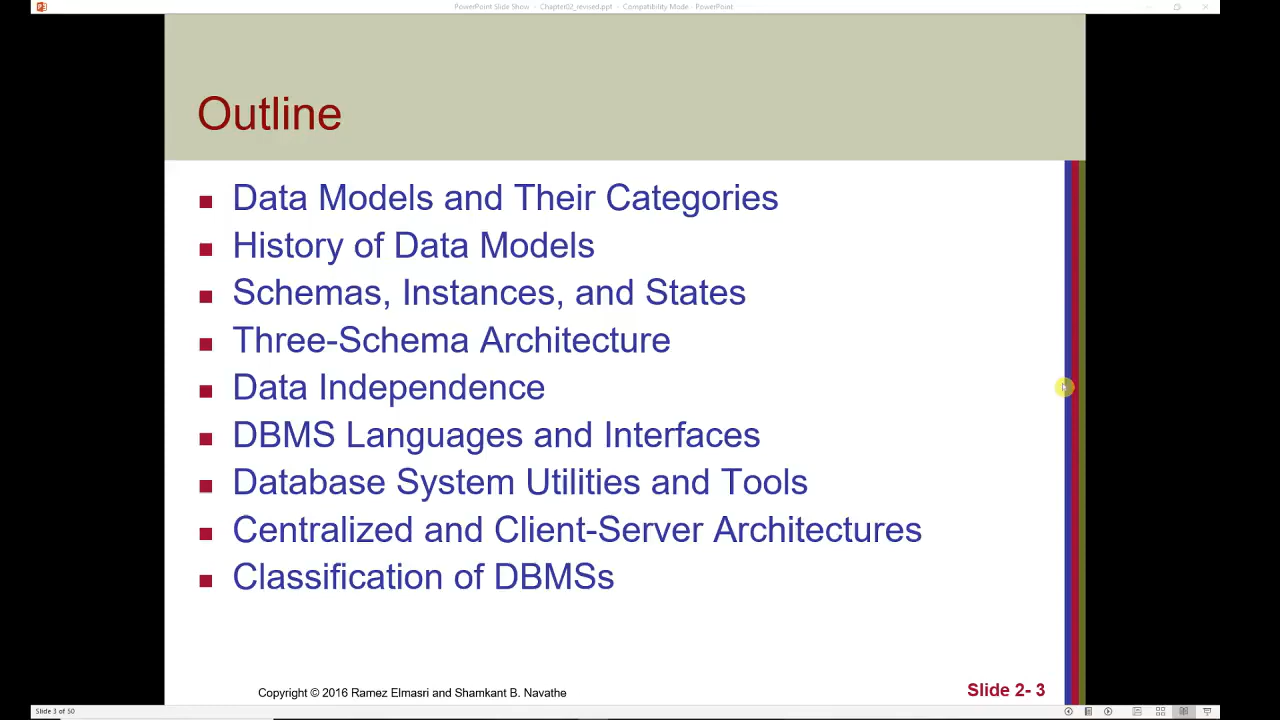 PowerPoint Slide Show - Chapter02_revised.ppt - Compatibility Mode - PowerPoint
Outline
Data Models and Their Categories
History of Data Models
Schemas, Instances, and States
Three-Schema Architecture
Data Independence
DBMS Languages and Interfaces
Database System Utilities and Tools
Centralized and Client-Server Architectures
Classification of DBMSs
Copyright © 2016 Ramez Elmasri and Shamkant B. Navathe
Slide 2- 3
Slide 3 of 50